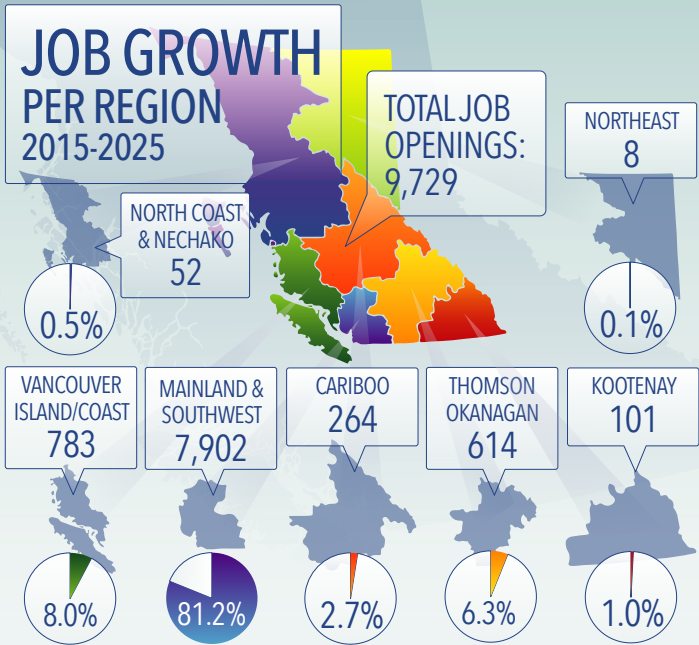 JOB GROWTH
PER REGION
2015-2025
TOTAL JOB
OPENINGS:
9,729
NORTHEAST
8
0.1%
NORTH COAST
& NECHAKO
52
0.5%
VANCOUVER
ISLAND/COAST
783
8.0%
MAINLAND &
SOUTHWEST
7,902
81.2%
CARIBOO
264
2.7%
THOMSON
OKANAGAN
614
6.3%
KOOTENAY
101
1.0%